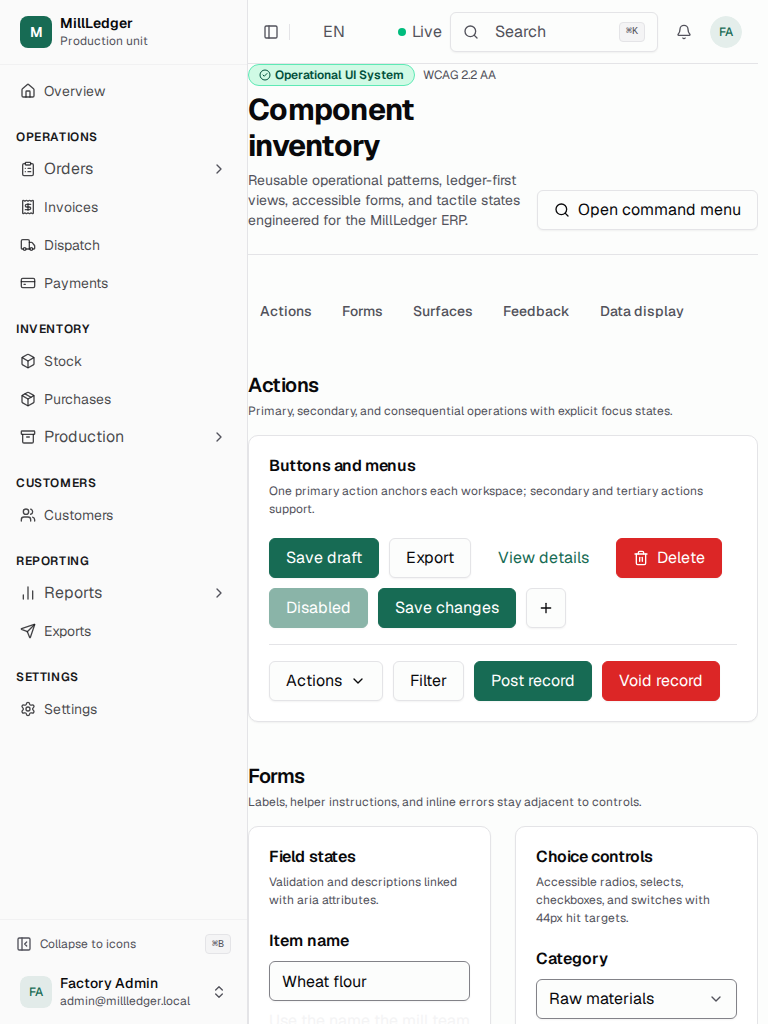 M
MillLedger
Production unit
Overview
OPERATIONS
Orders
Invoices
Dispatch
Payments
INVENTORY
Stock
Purchases
Production
CUSTOMERS
Customers
REPORTING
Reports
Exports
SETTINGS
Settings
Collapse to icons ⌘B
FA
Factory Admin
admin@millledger.local
EN Live Search ⌘K FA
Operational UI System WCAG 2.2 AA
Component
inventory
Reusable operational patterns, ledger-first
views, accessible forms, and tactile states
engineered for the MillLedger ERP.
Open command menu
Actions Forms Surfaces Feedback Data display
Actions
Primary, secondary, and consequential operations with explicit focus states.
Buttons and menus
One primary action anchors each workspace; secondary and tertiary actions
support.
Save draft Export View details Delete
Disabled Save changes +
Actions Filter Post record Void record
Forms
Labels, helper instructions, and inline errors stay adjacent to controls.
Field states
Validation and descriptions linked
with aria attributes.
Item name
Wheat flour
Use the name the mill team
Choice controls
Accessible radios, selects,
checkboxes, and switches with
44px hit targets.
Category
Raw materials